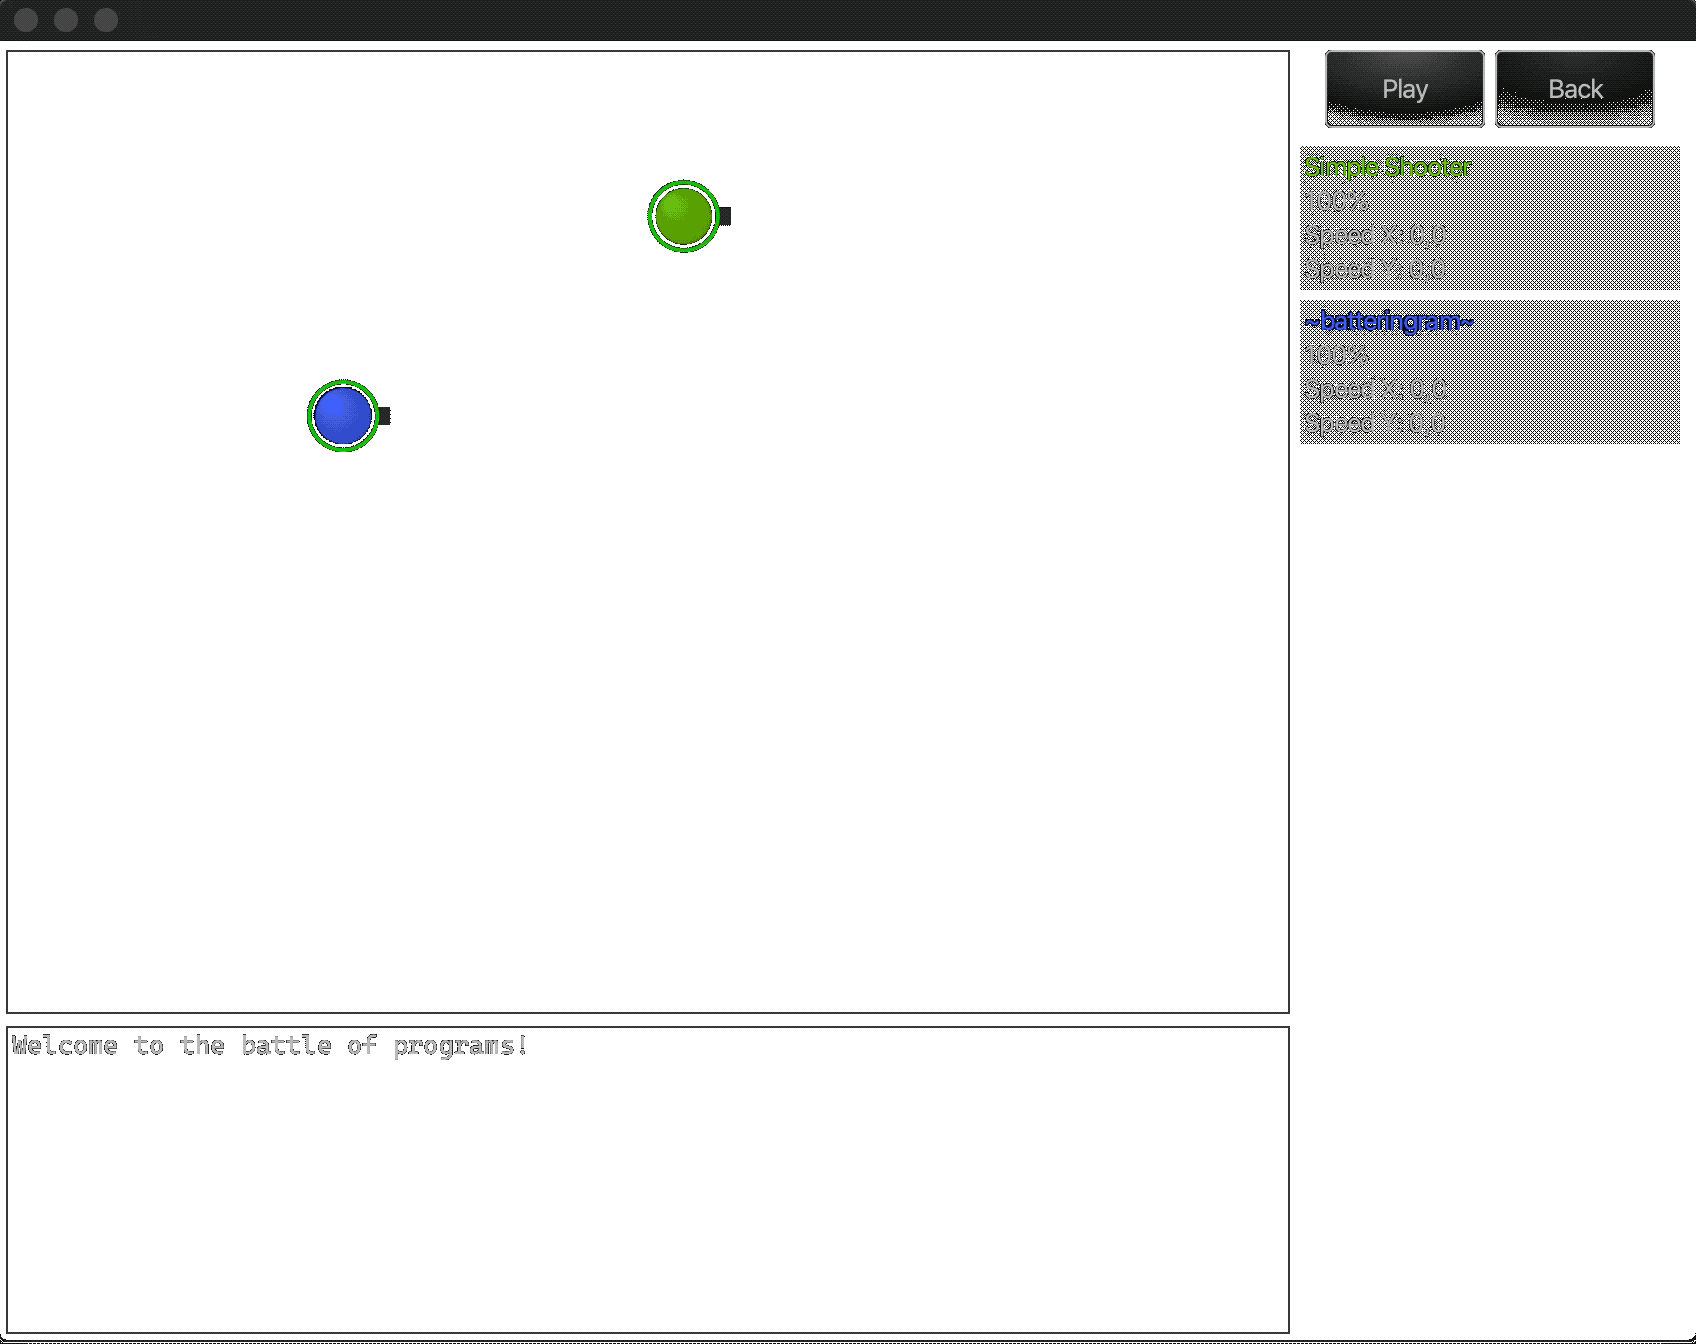 Play
Back
Simple Shooter
100%
Speed X: 0,0
Speed Y: 0,0
~batteringram~
100%
Speed X: 0,0
Speed Y: 0,0
Welcome to the battle of programs!